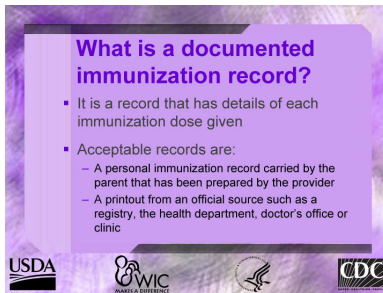 What is a documented
immunization record?
▪ It is a record that has details of each
immunization dose given
▪ Acceptable records are:
– A personal immunization record carried by the
parent that has been prepared by the provider
– A printout from an official source such as a
registry, the health department, doctor's office or
clinic
USDA
WIC
MAKES A DIFFERENCE
CDC